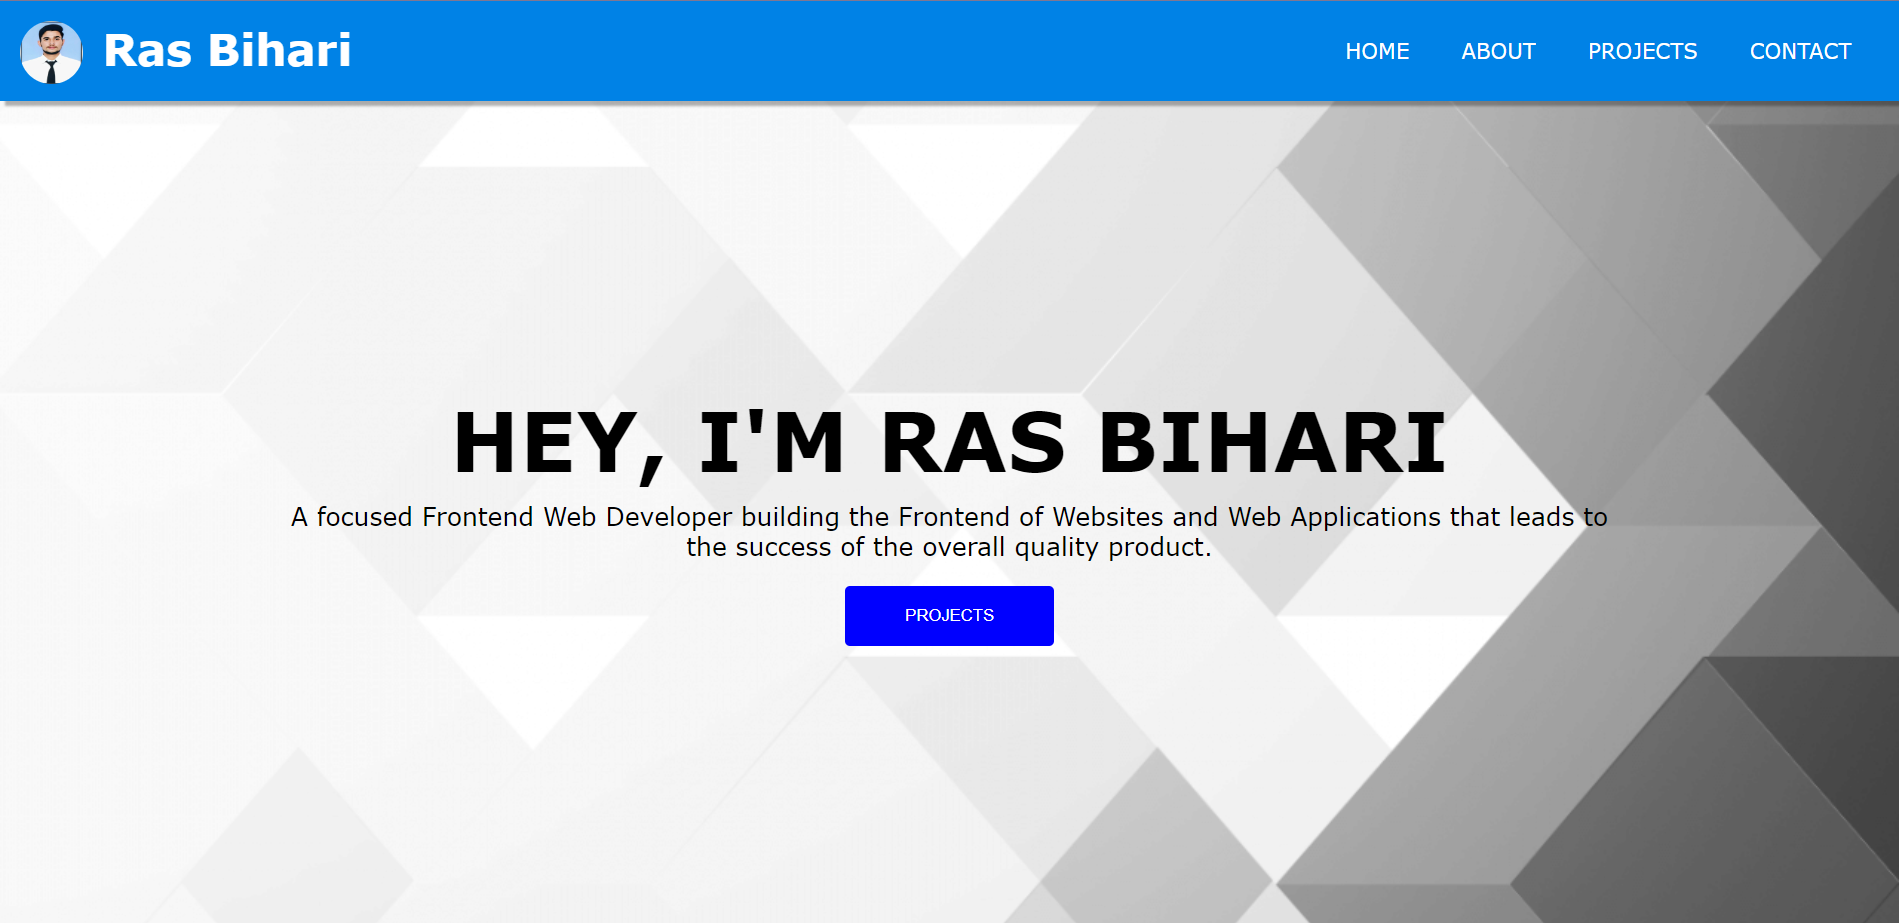 Ras Bihari
HOME ABOUT PROJECTS CONTACT
HEY, I'M RAS BIHARI
A focused Frontend Web Developer building the Frontend of Websites and Web Applications that leads to
the success of the overall quality product.
PROJECTS